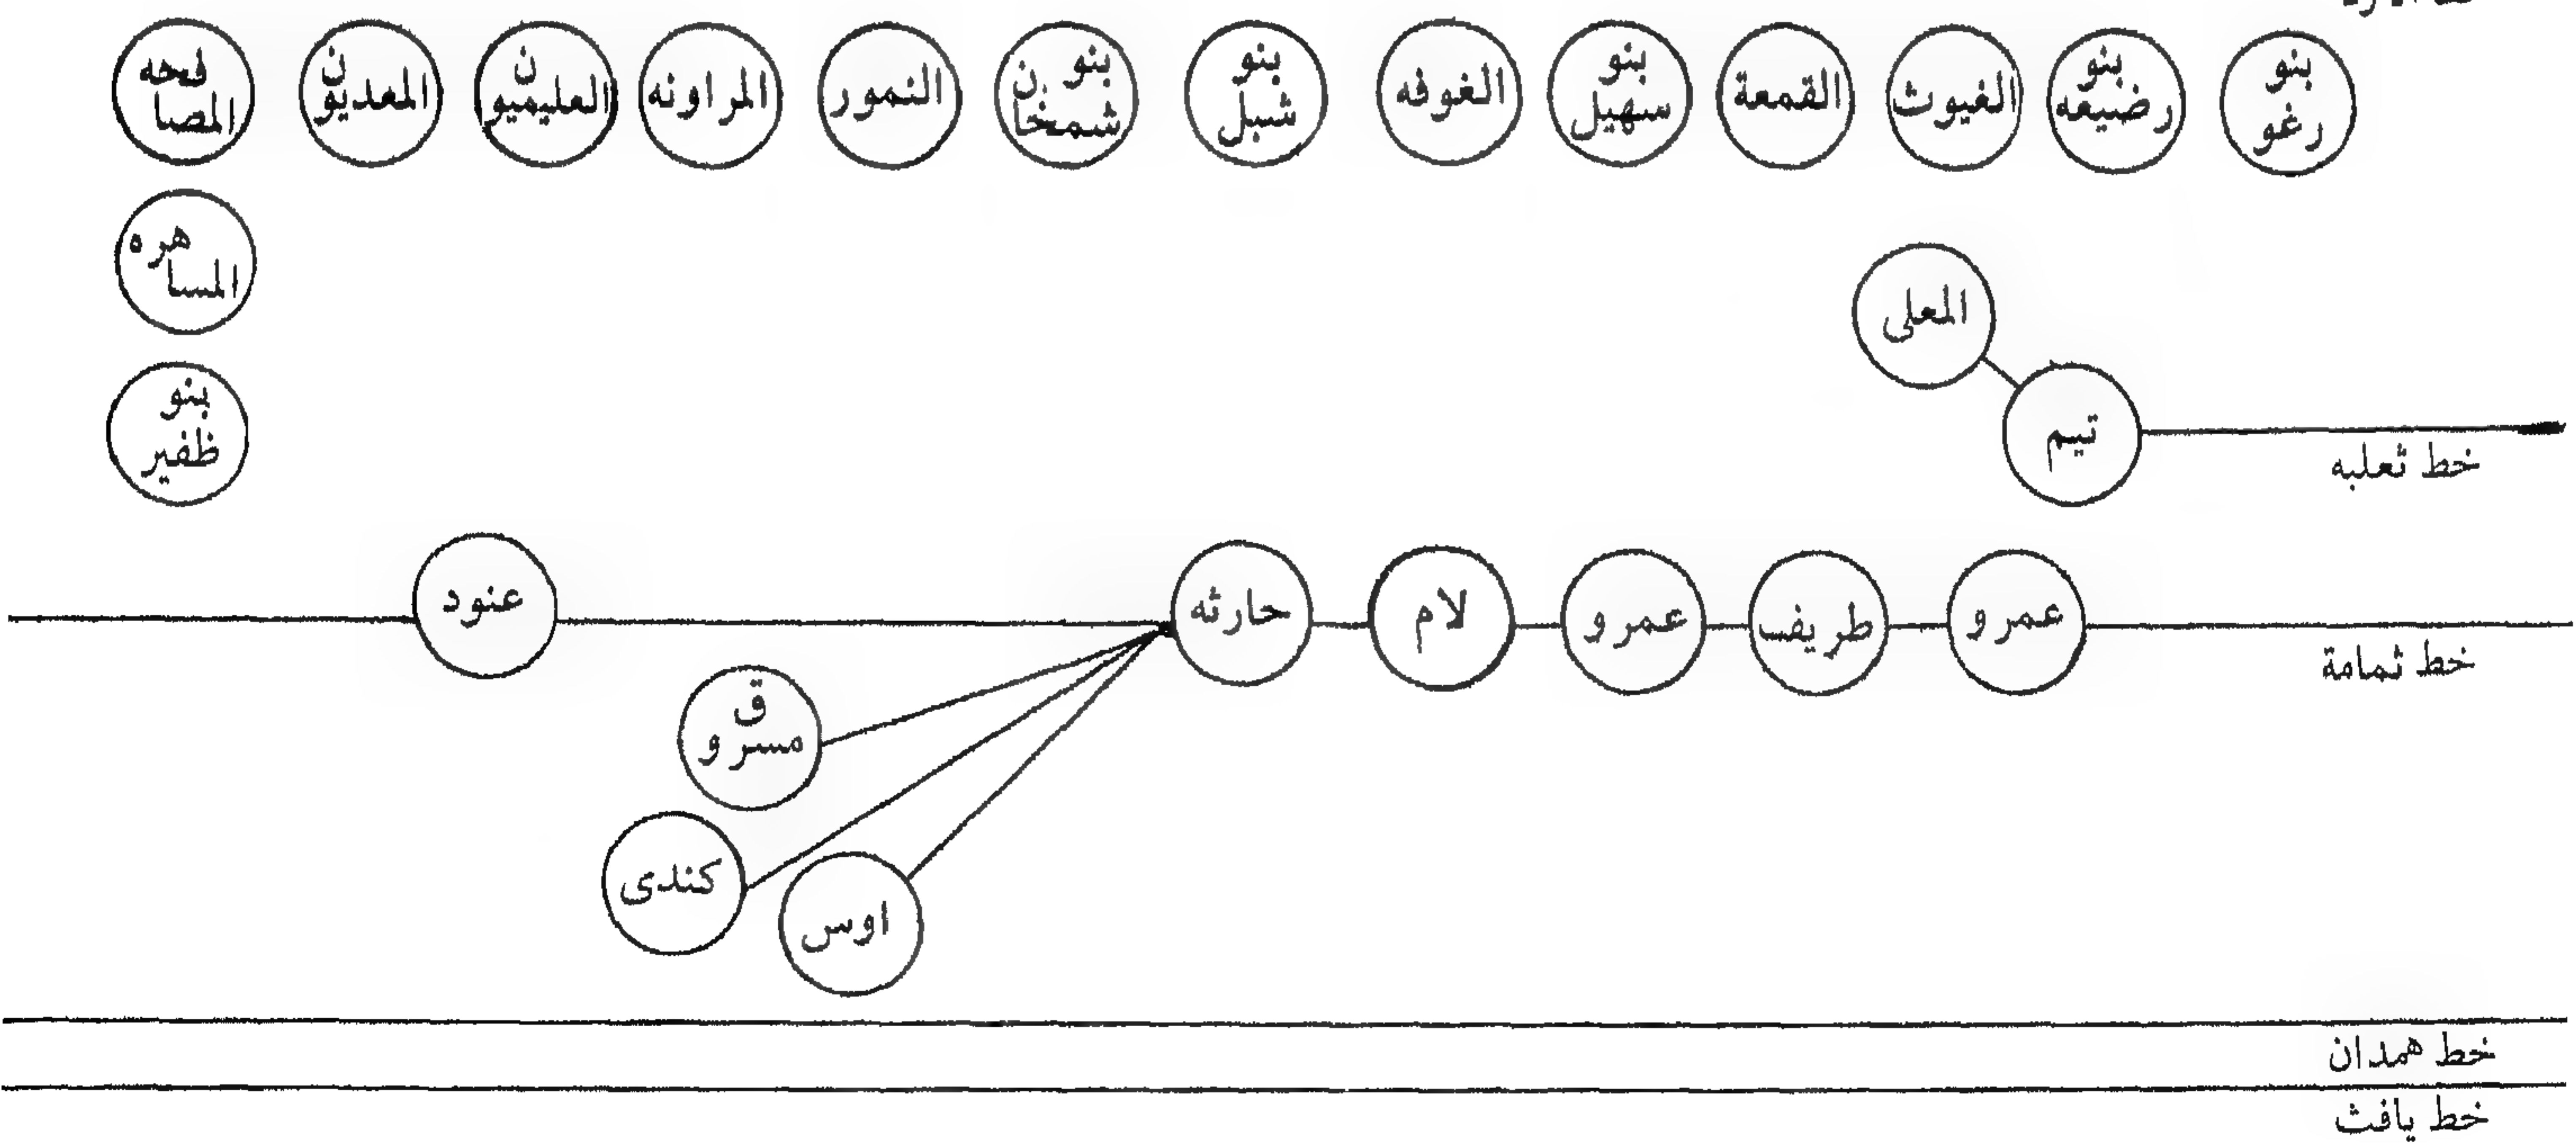 بنو رغو
بنو رضيعه
الغيوث
القمعة
بنو سهيل
الغوفه
بنو شبل
بنو شمخان
النمور
المراونه
العليميون
المعديون
المصافحه
المساهره
بنو ظفير
المعلى
تيم
خط ثعلبه
عمرو
طريف
عمرو
لام
حارثه
عنود
خط ثمامة
مسروق
كندى
اوس
خط همدان
خط يافث